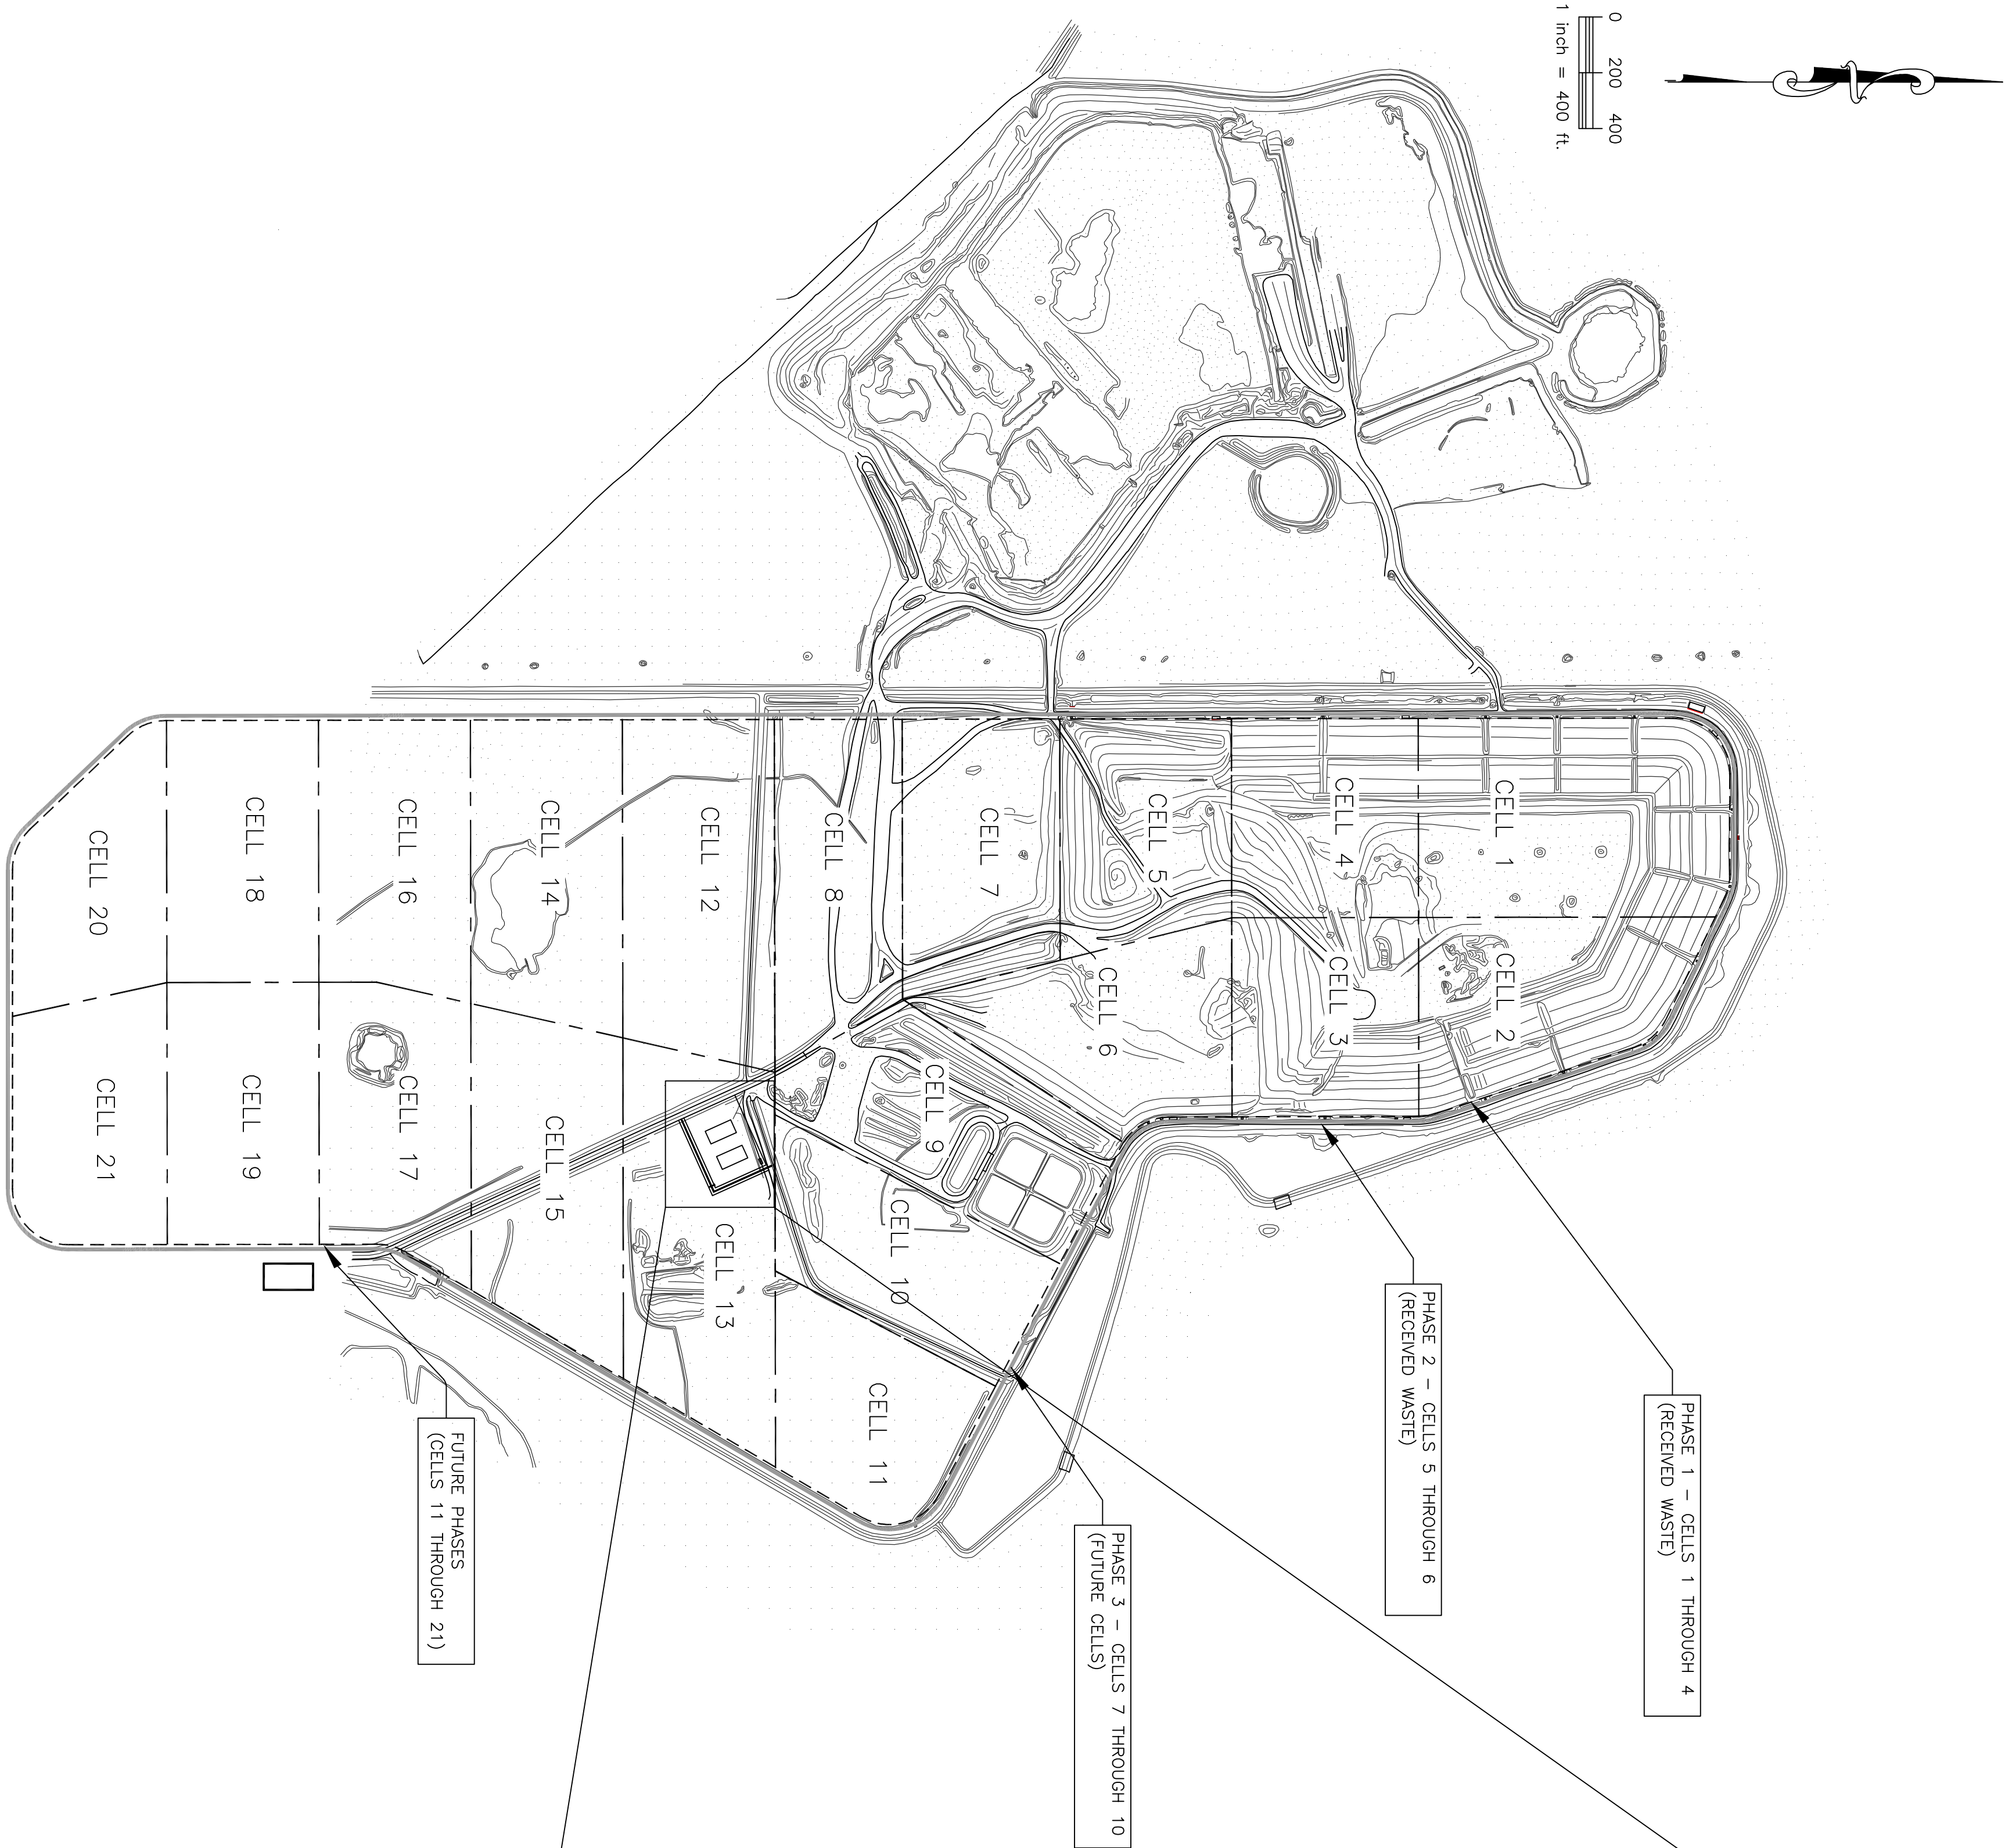 0 200 400
1 inch = 400 ft.
PHASE 1 – CELLS 1 THROUGH 4
(RECEIVED WASTE)
PHASE 2 – CELLS 5 THROUGH 6
(RECEIVED WASTE)
PHASE 3 – CELLS 7 THROUGH 10
(FUTURE CELLS)
FUTURE PHASES
(CELLS 11 THROUGH 21)
CELL 1
CELL 2
CELL 4
CELL 3
CELL 5
CELL 6
CELL 7
CELL 9
CELL 8
CELL 10
CELL 11
CELL 12
CELL 13
CELL 14
CELL 15
CELL 16
CELL 17
CELL 18
CELL 19
CELL 20
CELL 21